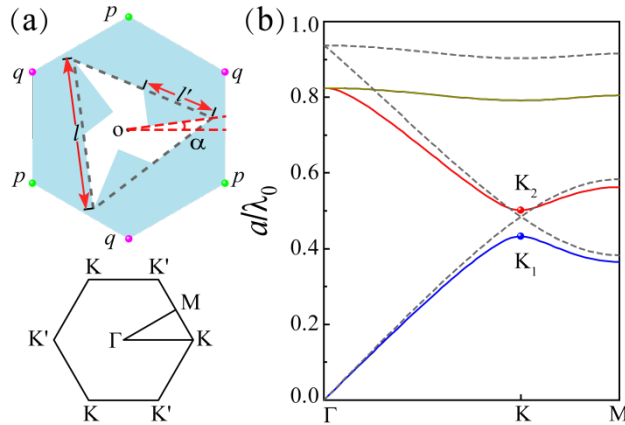 (a)
p
q
q
l
l'
o
α
p
p
q
K
K'
M
K'
Γ
K
K
K'
(b)
1.0
0.8
0.6
0.4
0.2
0.0
a/λ₀
K₂
K₁
Γ
K
M